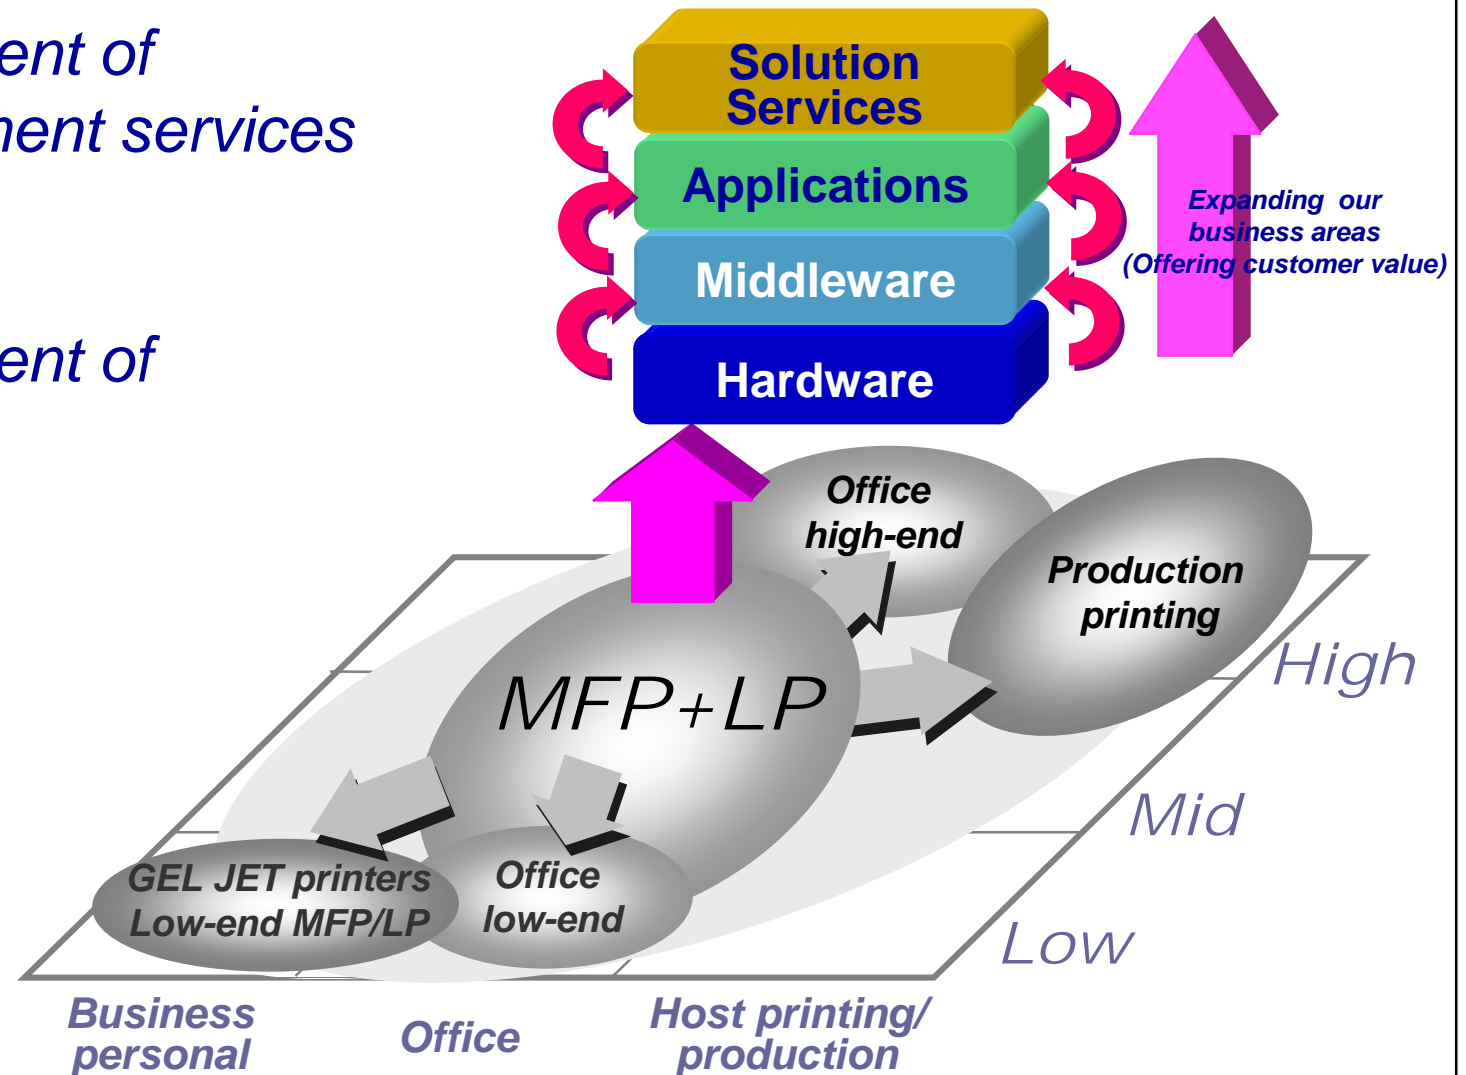 ent of
ment services
ent of
Solution
Services
Applications
Middleware
Hardware
Expanding our
business areas
(Offering customer value)
Office
high-end
Production
printing
MFP+LP
GEL JET printers
Low-end MFP/LP
Office
low-end
High
Mid
Low
Business
personal
Office
Host printing/
production